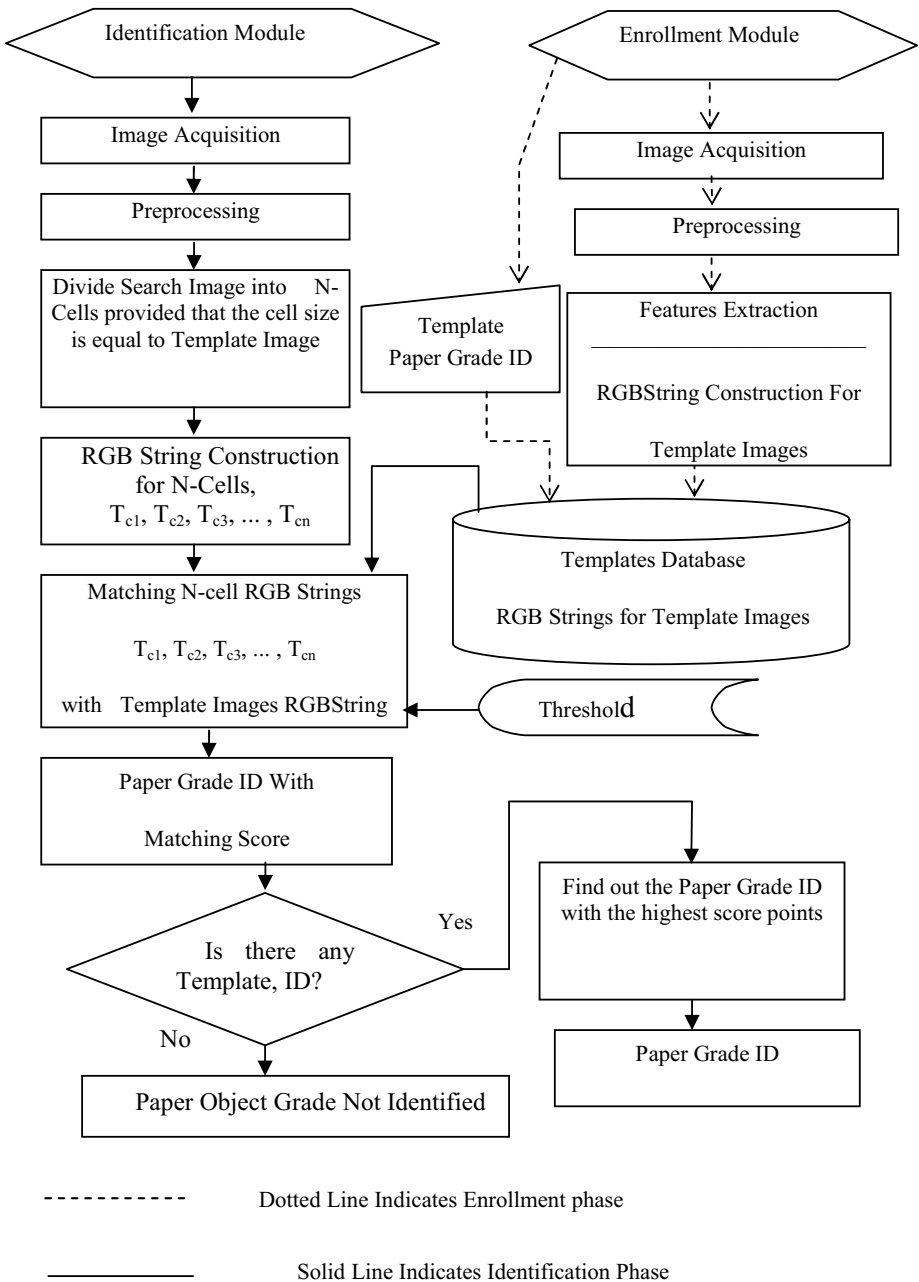 Identification Module
Image Acquisition
Preprocessing
Divide Search Image into N-
Cells provided that the cell size
is equal to Template Image
RGB String Construction
for N-Cells,
Tc1, Tc2, Tc3, ... , Tcn
Matching N-cell RGB Strings
Tc1, Tc2, Tc3, ... , Tcn
with Template Images RGBString
Paper Grade ID With
Matching Score
Is there any
Template, ID?
Yes
No
Paper Object Grade Not Identified
Find out the Paper Grade ID
with the highest score points
Paper Grade ID
Enrollment Module
Image Acquisition
Preprocessing
Features Extraction
RGBString Construction For
Template Images
Template
Paper Grade ID
Templates Database
RGB Strings for Template Images
Threshold
Dotted Line Indicates Enrollment phase
Solid Line Indicates Identification Phase